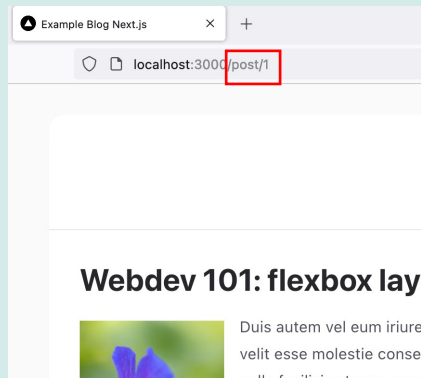 Example Blog Next.js
localhost:3000/post/1
Webdev 101: flexbox lay
Duis autem vel eum iriure
velit esse molestie conse